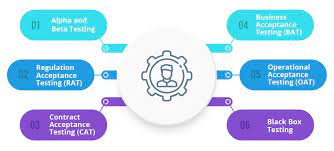 01
Alpha and
Beta Testing
02
Regulation
Acceptance
Testing (RAT)
03
Contract
Acceptance
Testing (CAT)
04
Business
Acceptance
Testing (BAT)
05
Operational
Acceptance
Testing (OAT)
06
Black Box
Testing